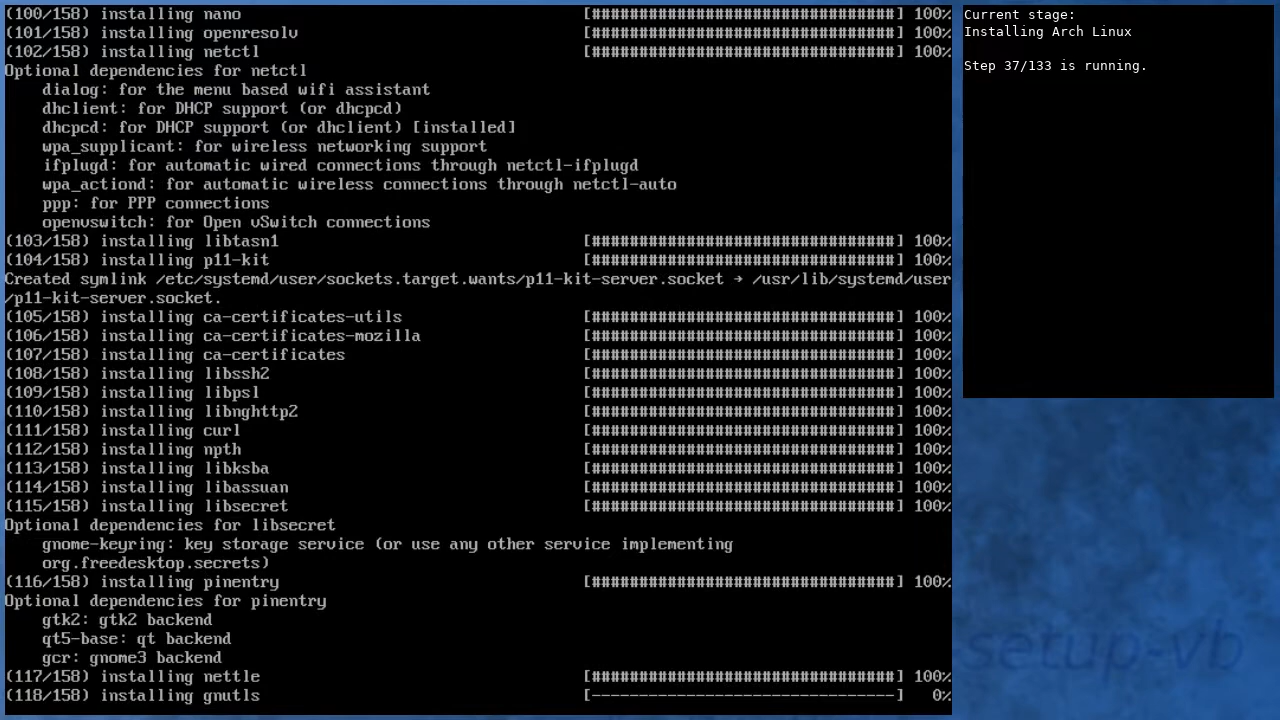 (100/158) installing nano [################################] 100%
(101/158) installing openresolv [################################] 100%
(102/158) installing netctl [################################] 100%
Optional dependencies for netctl
    dialog: for the menu based wifi assistant
    dhclient: for DHCP support (or dhcpcd)
    dhcpcd: for DHCP support (or dhclient) [installed]
    wpa_supplicant: for wireless networking support
    ifplugd: for automatic wired connections through netctl-ifplugd
    wpa_actiond: for automatic wireless connections through netctl-auto
    ppp: for PPP connections
    openvswitch: for Open vSwitch connections
(103/158) installing libtasn1 [################################] 100%
(104/158) installing p11-kit [################################] 100%
Created symlink /etc/systemd/user/sockets.target.wants/p11-kit-server.socket → /usr/lib/systemd/user
/p11-kit-server.socket.
(105/158) installing ca-certificates-utils [################################] 100%
(106/158) installing ca-certificates-mozilla [################################] 100%
(107/158) installing ca-certificates [################################] 100%
(108/158) installing libssh2 [################################] 100%
(109/158) installing libpsl [################################] 100%
(110/158) installing libnghttp2 [################################] 100%
(111/158) installing curl [################################] 100%
(112/158) installing npth [################################] 100%
(113/158) installing libksba [################################] 100%
(114/158) installing libassuan [################################] 100%
(115/158) installing libsecret [################################] 100%
Optional dependencies for libsecret
    gnome-keyring: key storage service (or use any other service implementing
    org.freedesktop.secrets)
(116/158) installing pinentry [################################] 100%
Optional dependencies for pinentry
    gtk2: gtk2 backend
    qt5-base: qt backend
    gcr: gnome3 backend
(117/158) installing nettle [################################] 100%
(118/158) installing gnutls [--------------------------------] 0%
Current stage:
Installing Arch Linux
Step 37/133 is running.
setup-vb